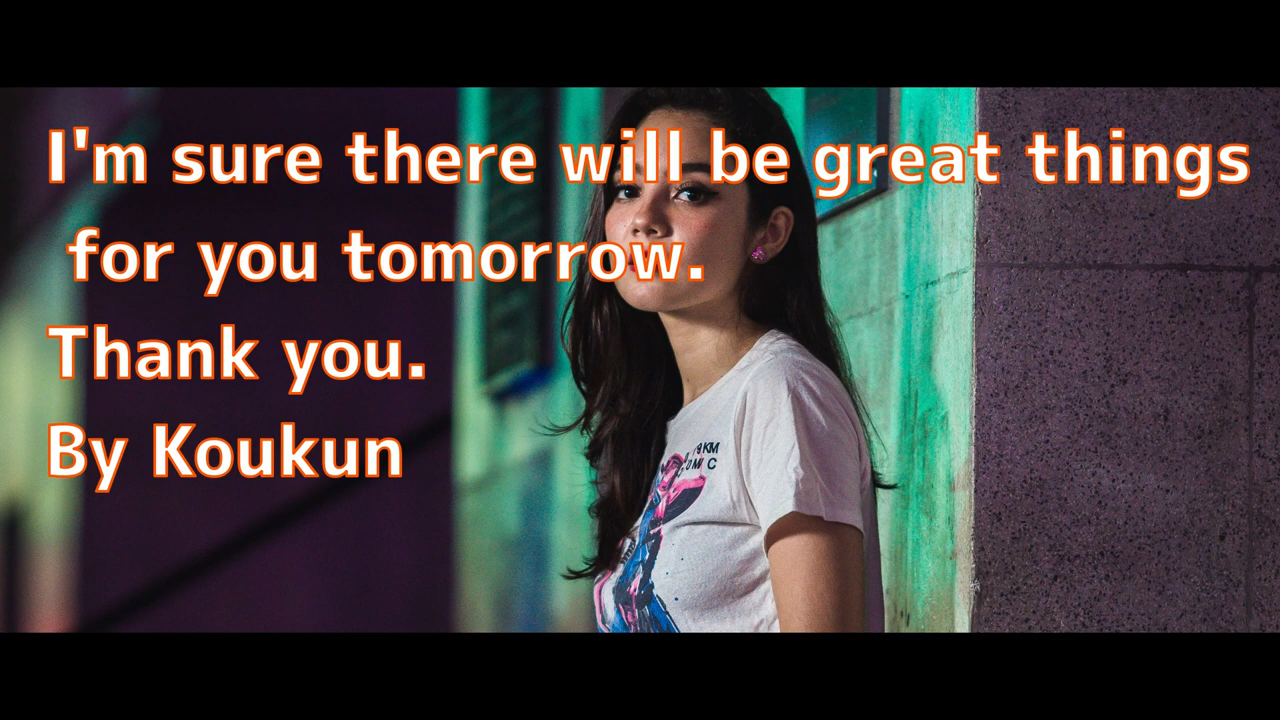 I'm sure there will be great things
for you tomorrow.
Thank you.
By Koukun